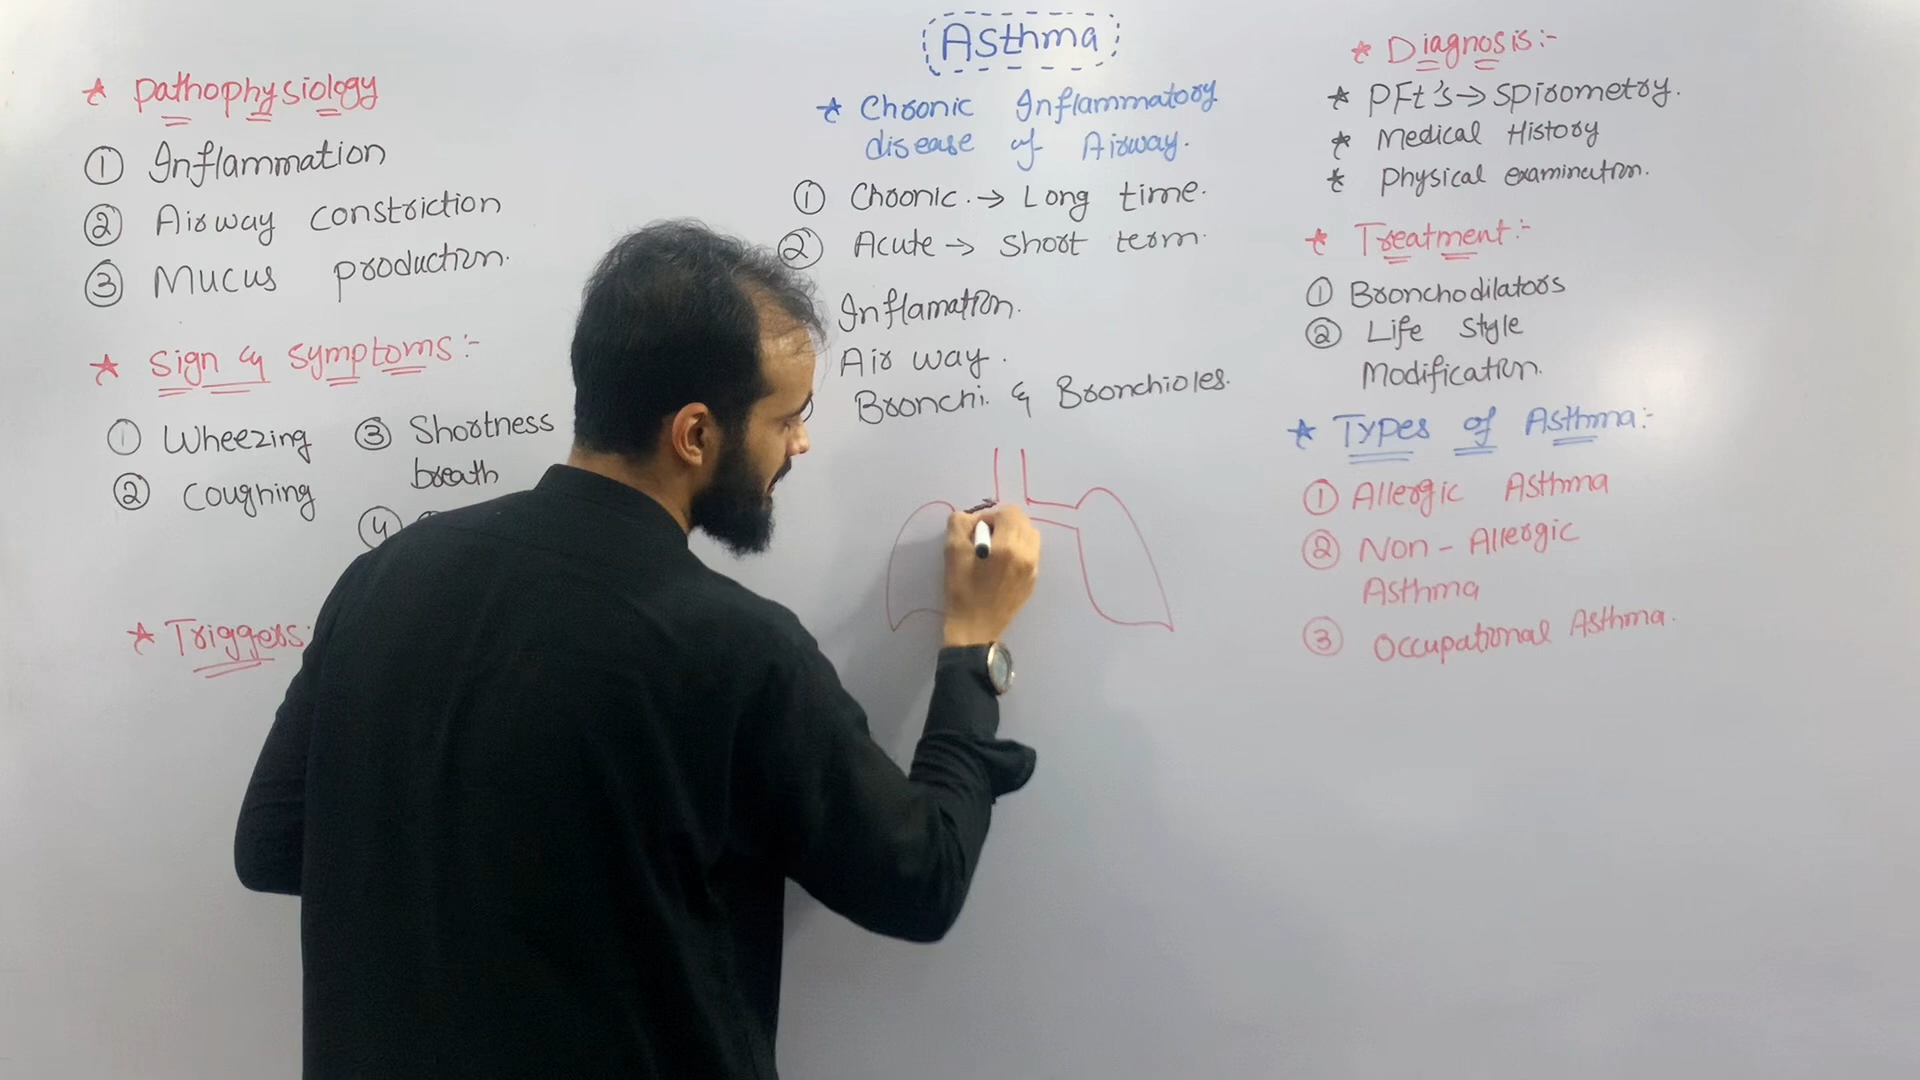 Asthma
* Pathophysiology
① Inflammation
② Airway constriction
③ Mucus production.
* Sign & Symptoms:-
① Wheezing
② Coughing
③ Shortness
breath
④
* Triggers:
* Chronic Inflammatory
disease of Airway.
① Chronic. → Long time.
② Acute → Short term.
Inflamation.
Air way.
Bronchi. & Bronchioles.
* Diagnosis:-
* PFt's → Spirometry.
* Medical History
* Physical examination.
* Treatment:-
① Bronchodilators
② Life Style
Modification.
* Types of Asthma:-
① Allergic Asthma
② Non-Allergic
Asthma
③ Occupational Asthma.